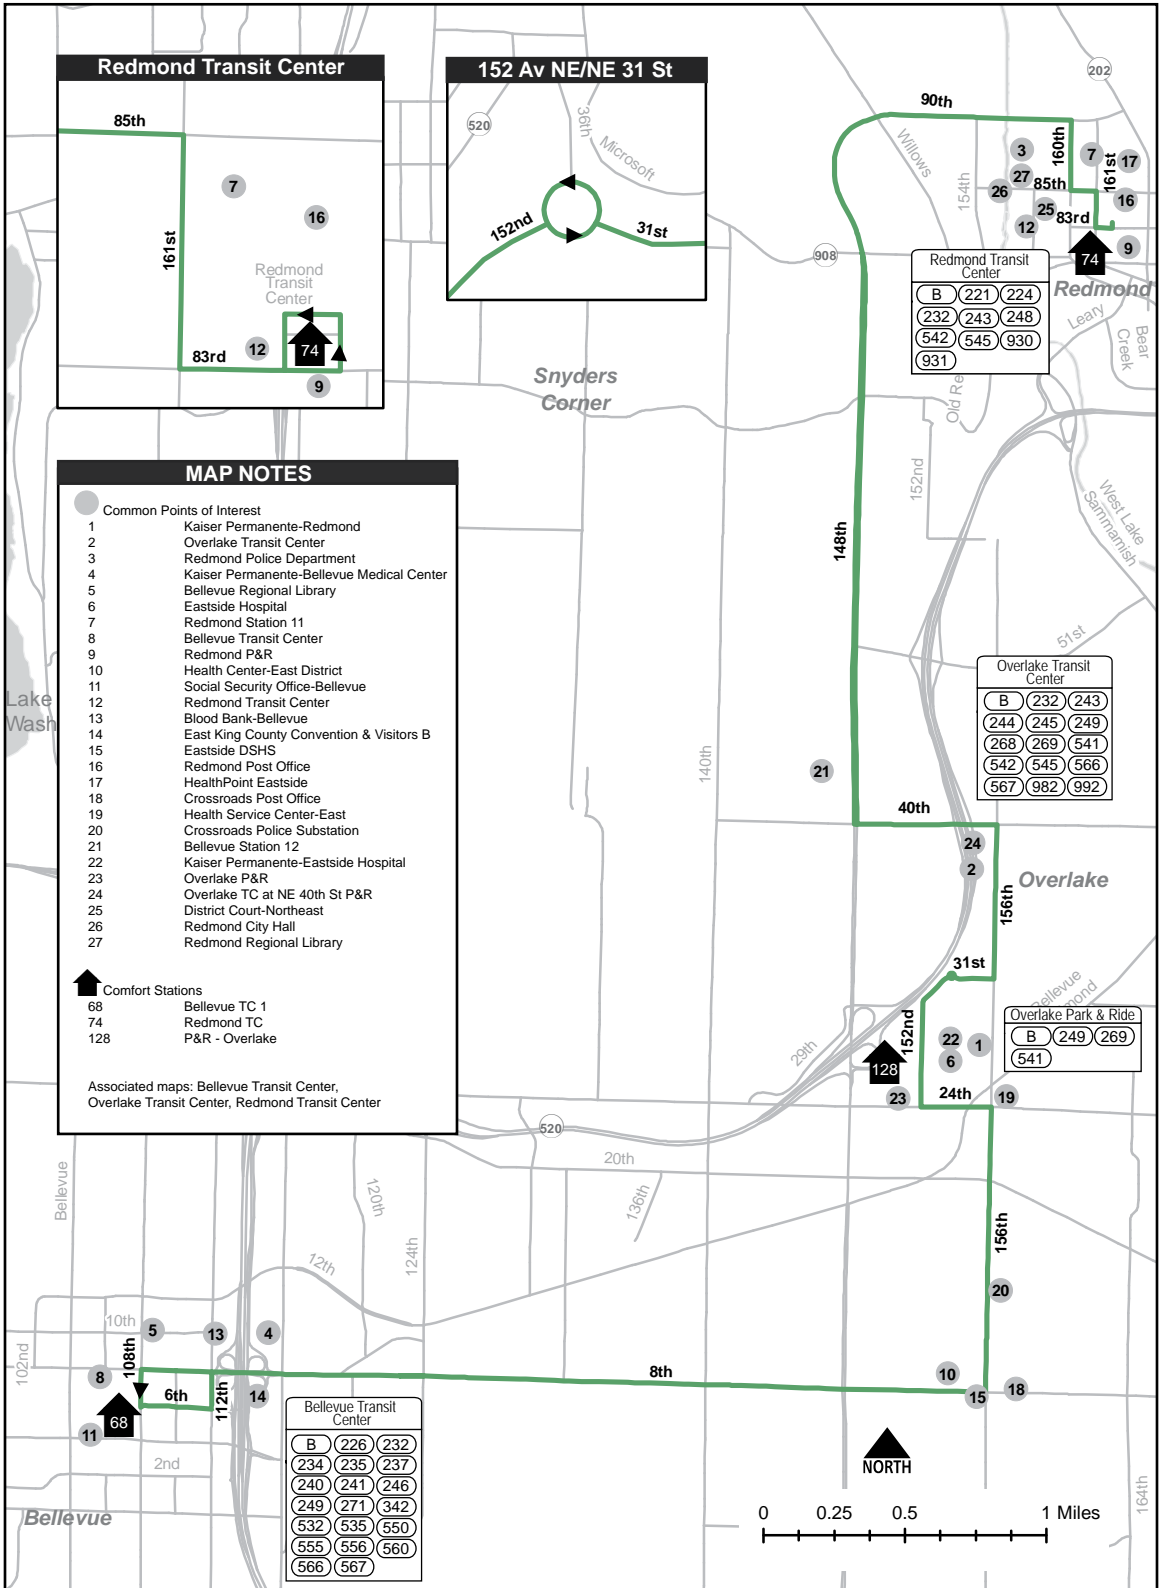 Redmond Transit Center
85th
7
16
161st
Redmond
Transit
Center
12
74
83rd
9
152 Av NE/NE 31 St
520
36th
Microsoft
152nd
31st
202
90th
Willows
160th
3
7
17
161st
27
85th
26
154th
25
16
83rd
12
9
74
908
Redmond Transit
Center
B 221 224
232 243 248
542 545 930
931
Redmond
Leary
Bear
Creek
Old Re
Snyders
Corner
152nd
West Lake
Sammamish
148th
51st
MAP NOTES
Common Points of Interest
1 Kaiser Permanente-Redmond
2 Overlake Transit Center
3 Redmond Police Department
4 Kaiser Permanente-Bellevue Medical Center
5 Bellevue Regional Library
6 Eastside Hospital
7 Redmond Station 11
8 Bellevue Transit Center
9 Redmond P&R
10 Health Center-East District
11 Social Security Office-Bellevue
12 Redmond Transit Center
13 Blood Bank-Bellevue
14 East King County Convention & Visitors B
15 Eastside DSHS
16 Redmond Post Office
17 HealthPoint Eastside
18 Crossroads Post Office
19 Health Service Center-East
20 Crossroads Police Substation
21 Bellevue Station 12
22 Kaiser Permanente-Eastside Hospital
23 Overlake P&R
24 Overlake TC at NE 40th St P&R
25 District Court-Northeast
26 Redmond City Hall
27 Redmond Regional Library
Comfort Stations
68 Bellevue TC 1
74 Redmond TC
128 P&R - Overlake
Associated maps: Bellevue Transit Center,
Overlake Transit Center, Redmond Transit Center
Lake
Wash
Overlake Transit
Center
B 232 243
244 245 249
268 269 541
542 545 566
567 982 992
140th
21
40th
24
2
Overlake
156th
31st
Bellevue
mond
152nd
Overlake Park & Ride
B 249 269
541
22
1
6
29th
128
23
24th
19
520
20th
Bellevue
120th
136th
124th
12th
156th
20
10th
5
13
4
102nd
108th
8
8th
10
6th
112th
14
15
18
68
11
2nd
Bellevue Transit
Center
B 226 232
234 235 237
240 241 246
249 271 342
532 535 550
555 556 560
566 567
NORTH
164th
Bellevue
0 0.25 0.5 1 Miles